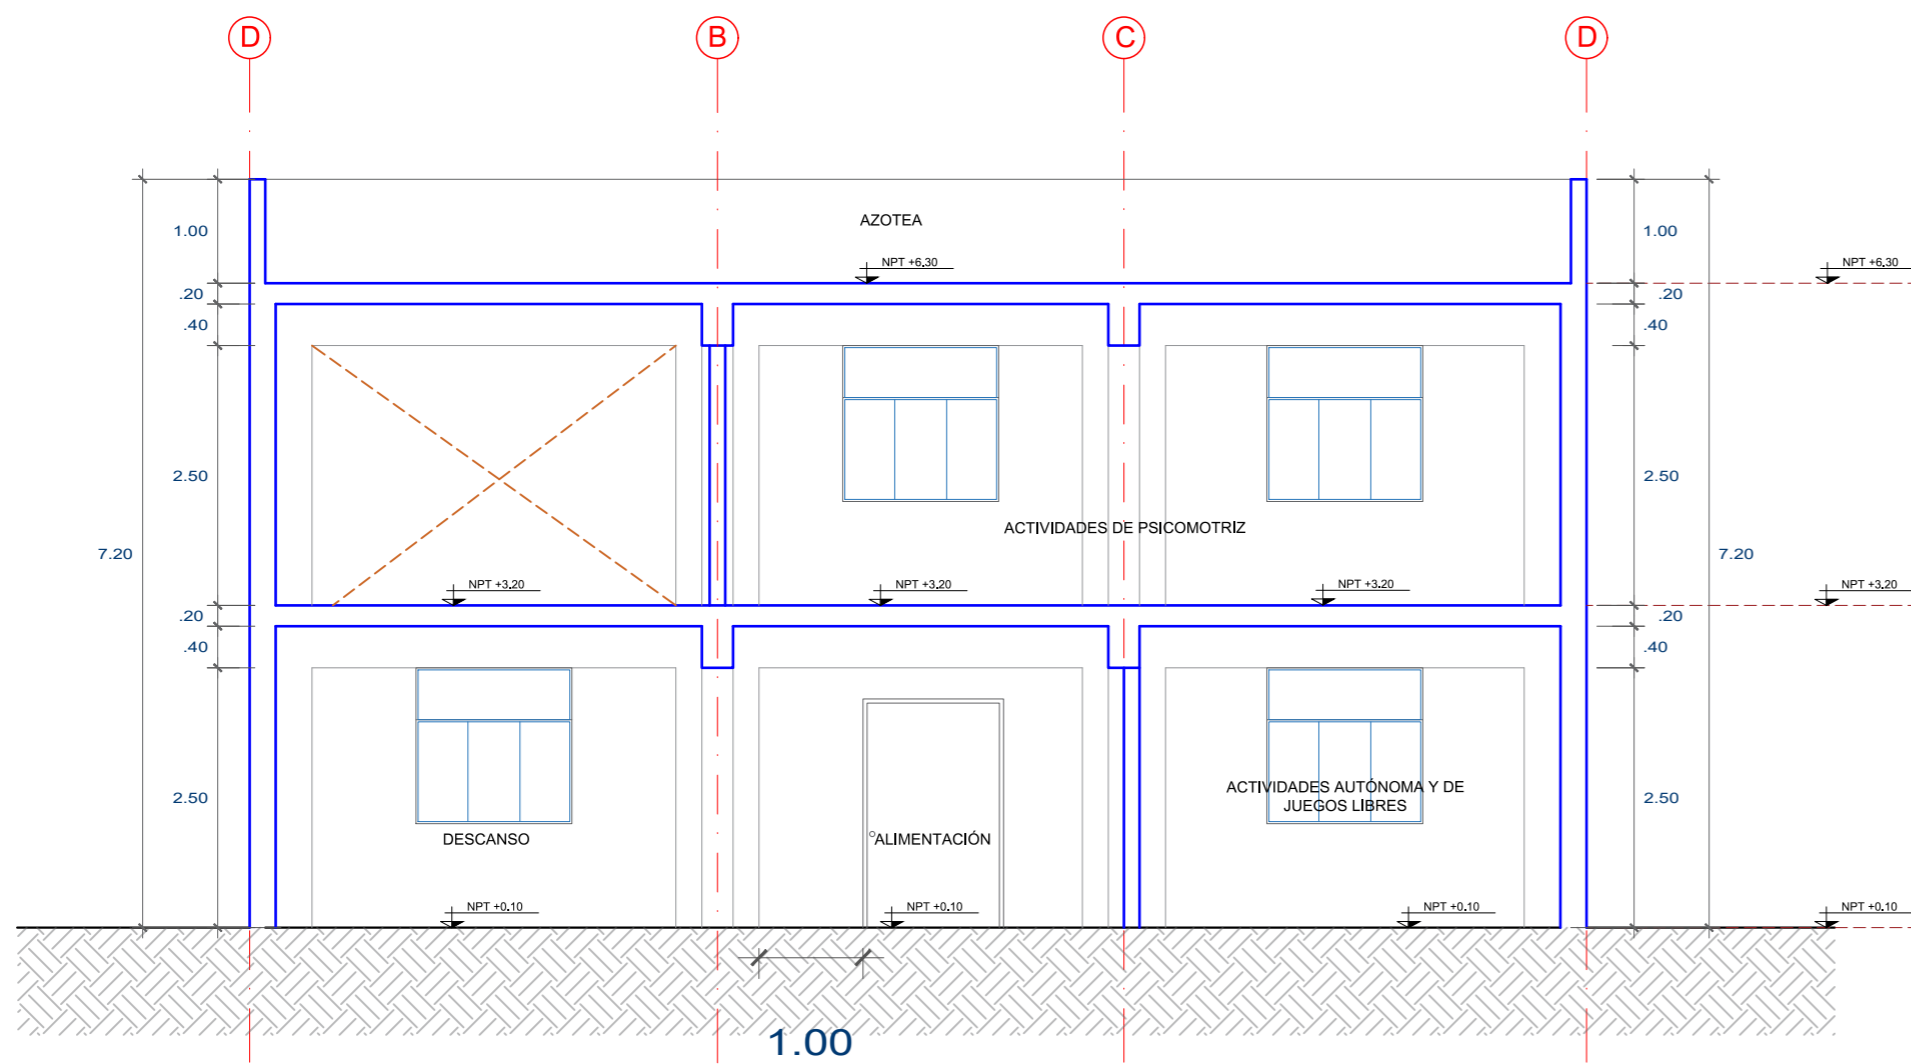 D B C D
AZOTEA
1.00 1.00
NPT +6.30 NPT +6.30
.20 .20
.40 .40
2.50 2.50
ACTIVIDADES DE PSICOMOTRIZ
7.20 7.20
NPT +3.20 NPT +3.20 NPT +3.20 NPT +3.20
.20 .20
.40 .40
2.50 ACTIVIDADES AUTÓNOMA Y DE 2.50
JUEGOS LIBRES
DESCANSO ALIMENTACIÓN
NPT +0.10 NPT +0.10 NPT +0.10 NPT +0.10
1.00